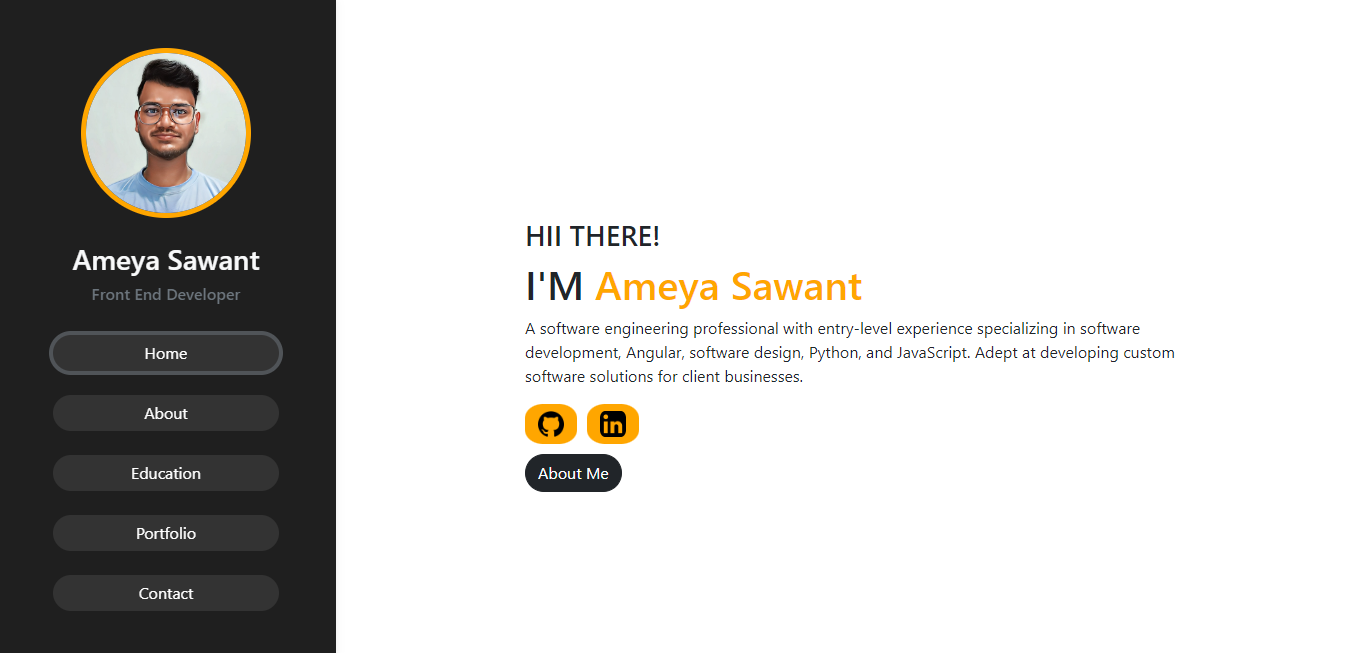 Ameya Sawant
Front End Developer
Home
About
Education
Portfolio
Contact
HII THERE!
I'M Ameya Sawant
A software engineering professional with entry-level experience specializing in software
development, Angular, software design, Python, and JavaScript. Adept at developing custom
software solutions for client businesses.
in
About Me